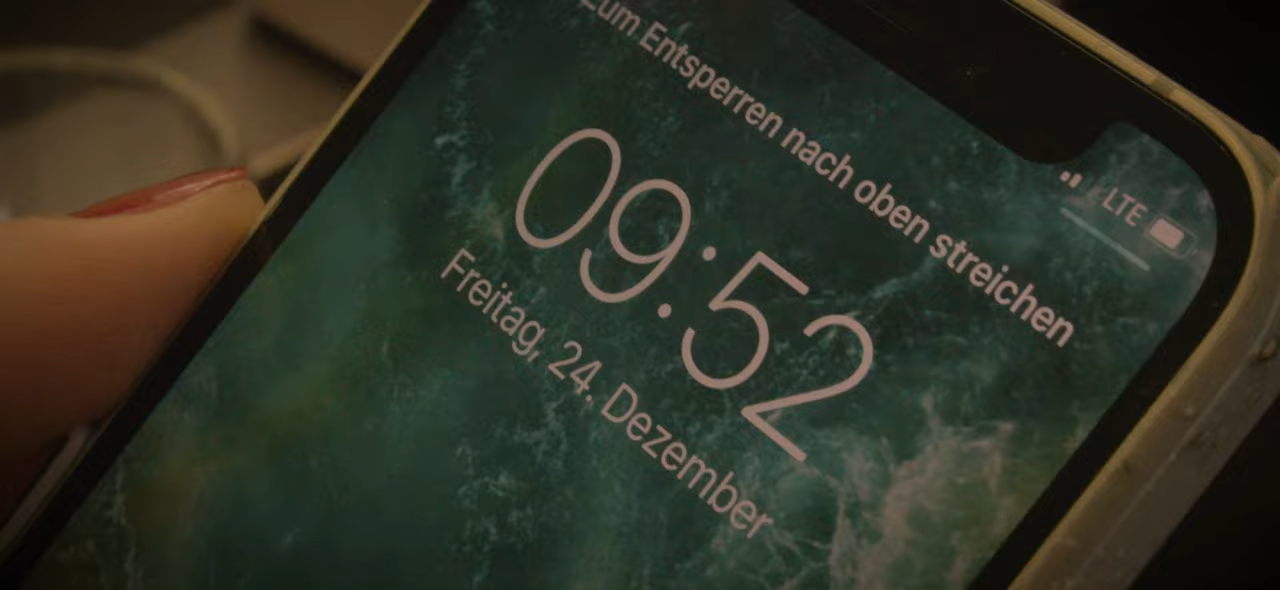 Zum Entsperren nach oben streichen
LTE
09:52
Freitag, 24. Dezember